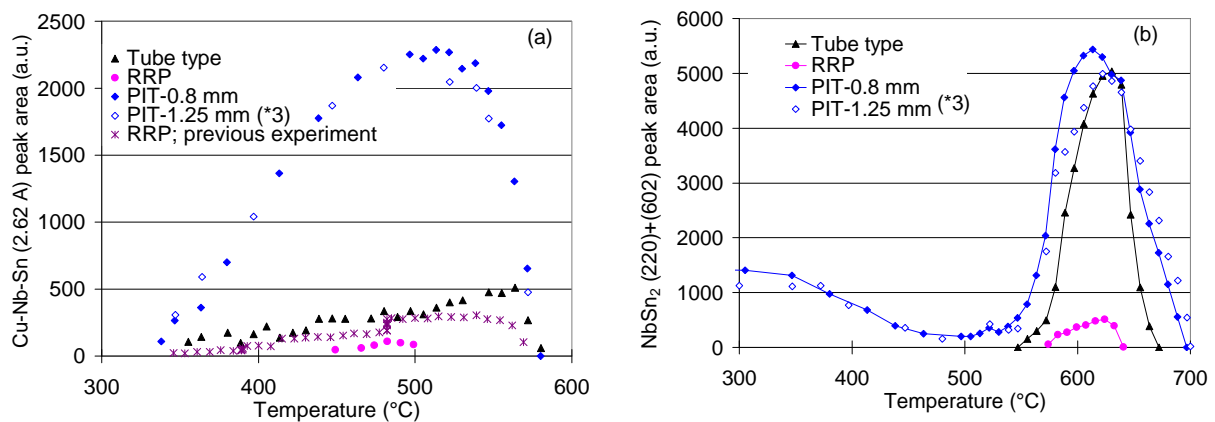 (a)
Cu-Nb-Sn (2.62 A) peak area (a.u.)
2500
2000
1500
1000
500
0
Tube type
RRP
PIT-0.8 mm
PIT-1.25 mm (*3)
RRP; previous experiment
300
400
500
600
Temperature (°C)
(b)
NbSn2 (220)+(602) peak area (a.u.)
6000
5000
4000
3000
2000
1000
0
Tube type
RRP
PIT-0.8 mm
PIT-1.25 mm (*3)
300
400
500
600
700
Temperature (°C)